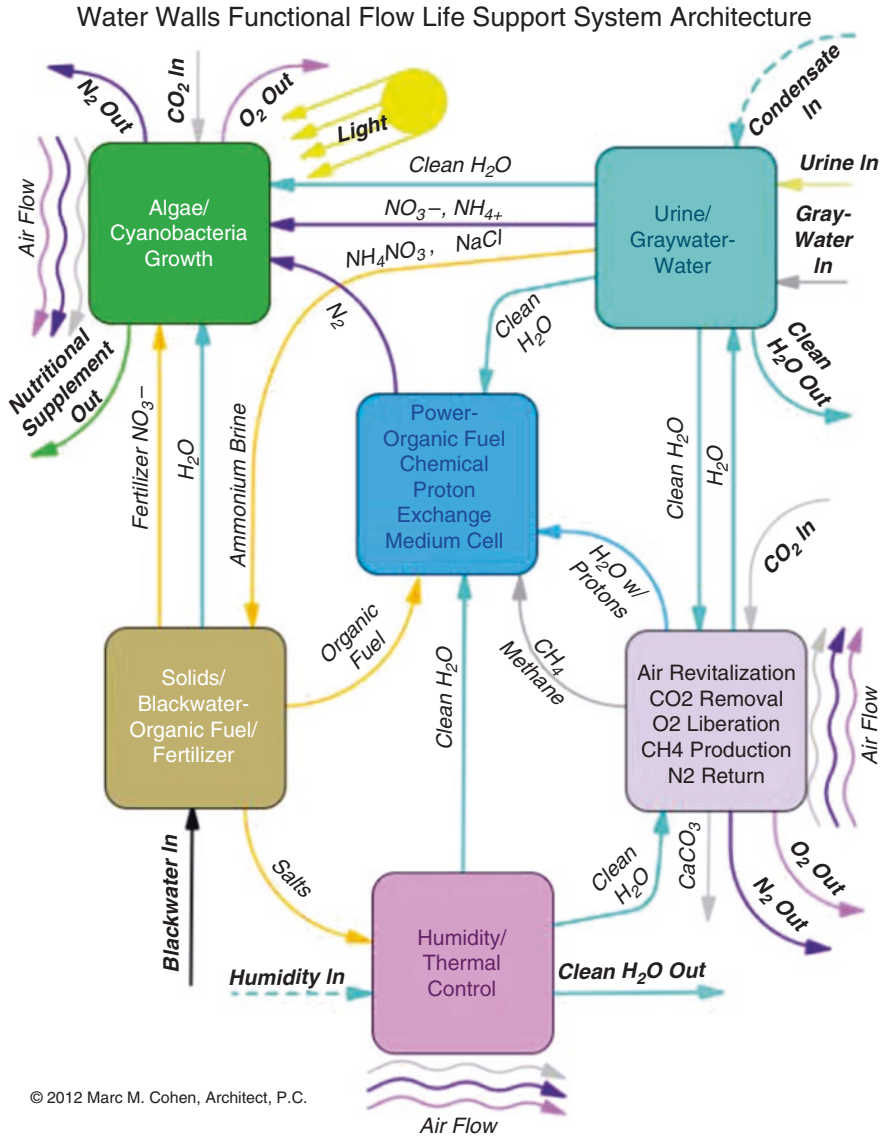 Water Walls Functional Flow Life Support System Architecture
N₂ Out
CO₂ In
O₂ Out
Light
Condensate
In
Air Flow
Algae/
Cyanobacteria
Growth
Clean H₂O
NO₃–, NH₄₊
NH₄NO₃ , NaCl
Urine/
Graywater-
Water
Urine In
Gray-
Water
In
N₂
Clean
H₂O
Clean
H₂O Out
Nutritional
Supplement
Out
Fertilizer NO₃–
H₂O
Ammonium Brine
Power-
Organic Fuel
Chemical
Proton
Exchange
Medium Cell
Clean H₂O
H₂O
CO₂ In
H₂O w/
Protons
Organic
Fuel
Clean H₂O
CH₄
Methane
Solids/
Blackwater-
Organic Fuel/
Fertilizer
Air Revitalization
CO2 Removal
O2 Liberation
CH4 Production
N2 Return
Air Flow
Blackwater In
Salts
Clean
H₂O
CaCO₃
N₂ Out
O₂ Out
Humidity In
Humidity/
Thermal
Control
Clean H₂O Out
© 2012 Marc M. Cohen, Architect, P.C.
Air Flow